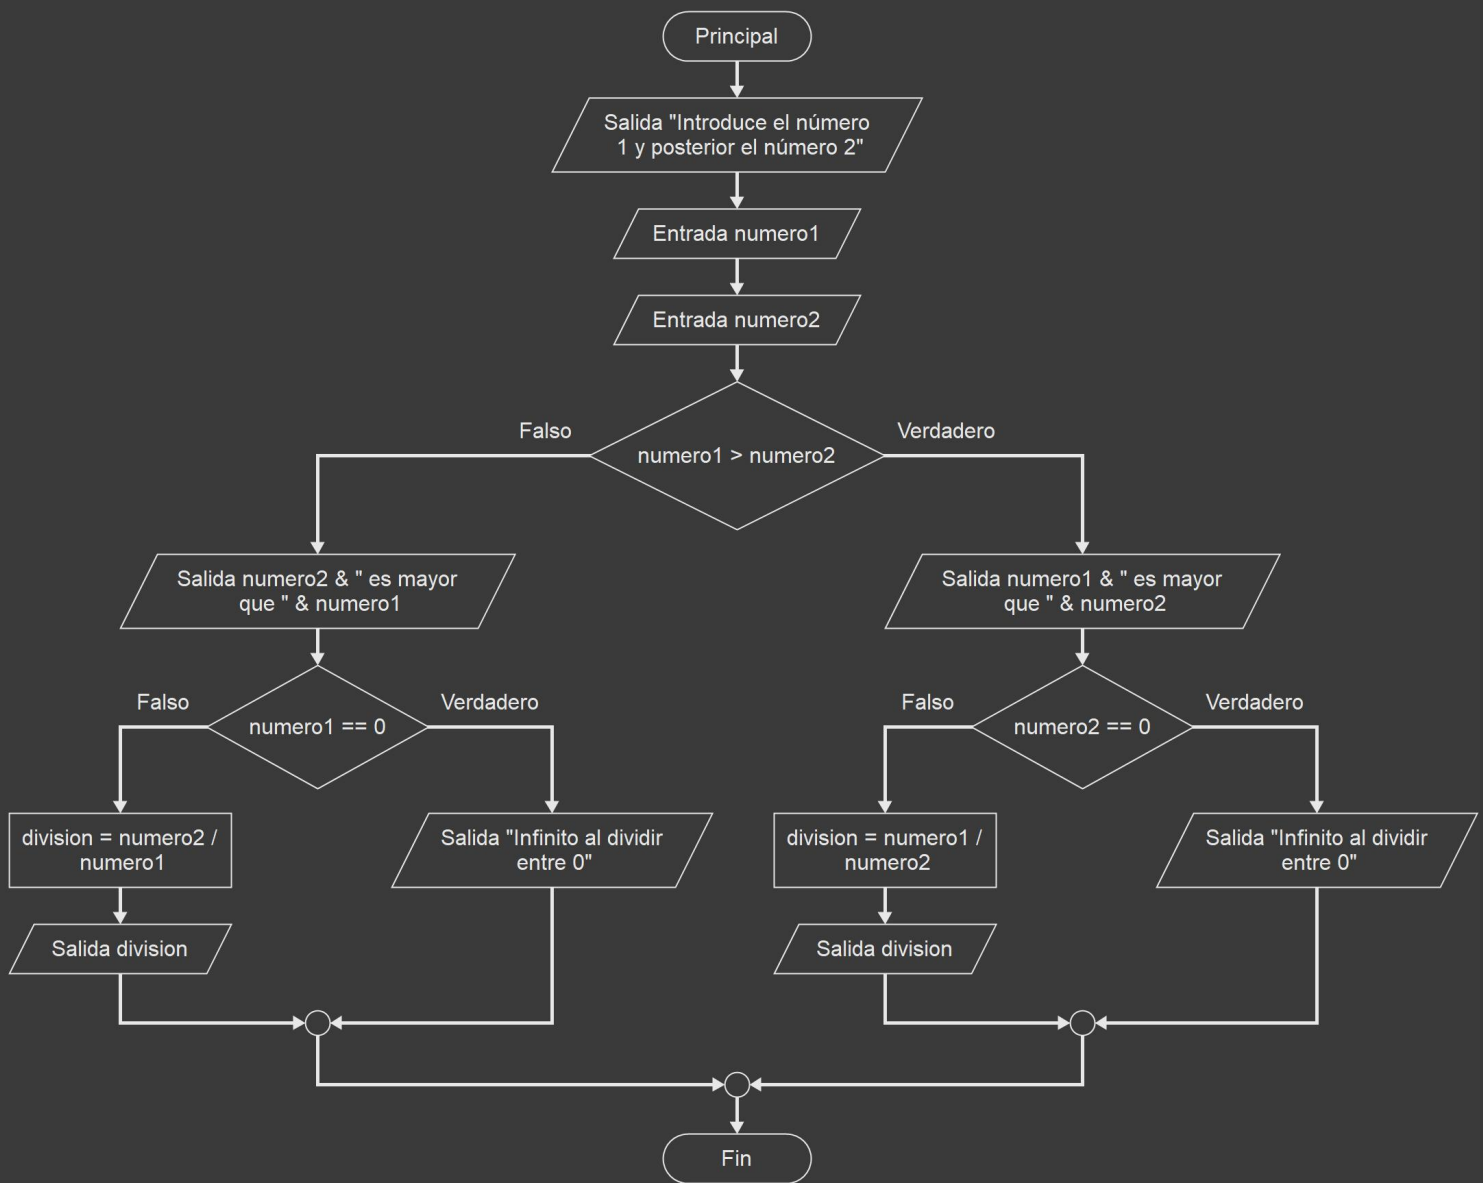 Principal
Salida "Introduce el número
1 y posterior el número 2"
Entrada numero1
Entrada numero2
Falso
Verdadero
numero1 > numero2
Salida numero2 & " es mayor
que " & numero1
Salida numero1 & " es mayor
que " & numero2
Falso
Verdadero
numero1 == 0
Falso
Verdadero
numero2 == 0
division = numero2 /
numero1
Salida "Infinito al dividir
entre 0"
division = numero1 /
numero2
Salida "Infinito al dividir
entre 0"
Salida division
Salida division
Fin